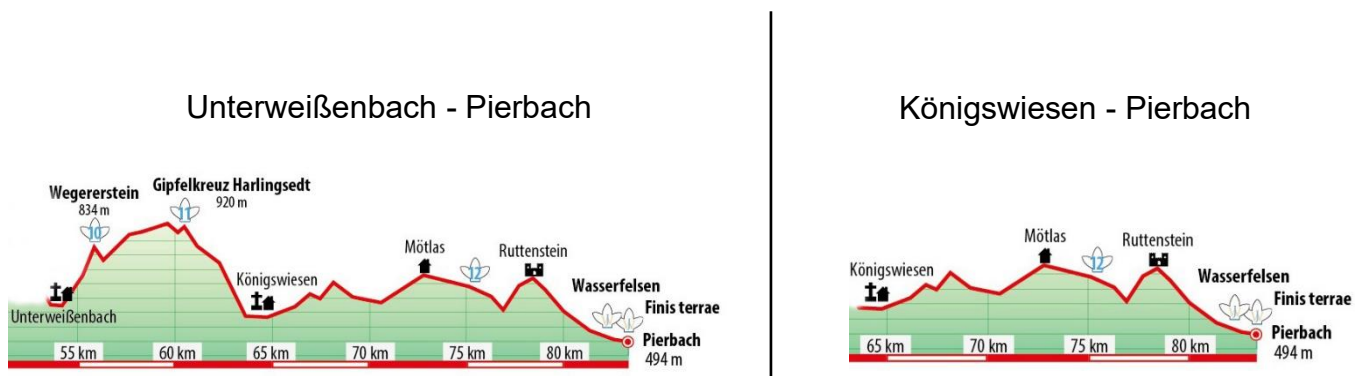 Unterweißenbach - Pierbach
Wegererstein
834 m
10
Gipfelkreuz Harlingsedt
920 m
11
Unterweißenbach
Königswiesen
Mötlas
12
Ruttenstein
Wasserfelsen
Finis terrae
Pierbach
494 m
55 km 60 km 65 km 70 km 75 km 80 km
Königswiesen - Pierbach
Königswiesen
Mötlas
12
Ruttenstein
Wasserfelsen
Finis terrae
Pierbach
494 m
65 km 70 km 75 km 80 km